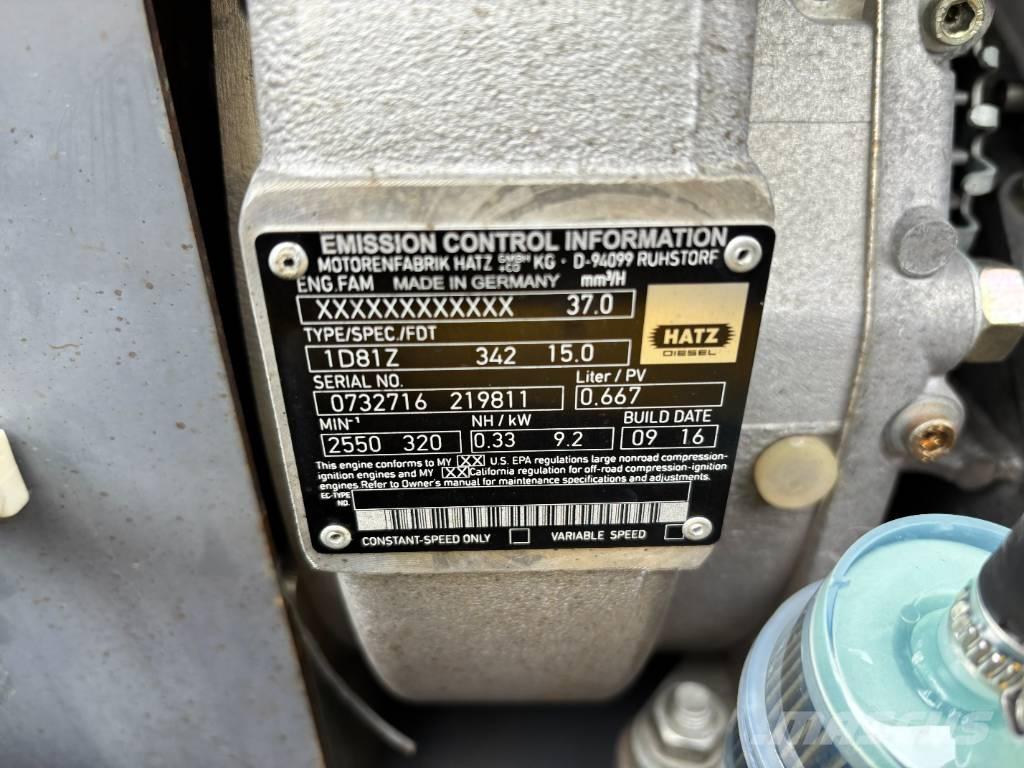 EMISSION CONTROL INFORMATION
MOTORENFABRIK HATZ GMBH +CO KG · D-94099 RUHSTORF
ENG.FAM MADE IN GERMANY mm³/H
XXXXXXXXXXXX 37.0
TYPE/SPEC./FDT
1D81Z 342 15.0
HATZ
DIESEL
SERIAL NO. Liter / PV
0732716 219811 0.667
MIN⁻¹ NH / kW BUILD DATE
2550 320 0.33 9.2 09 16
This engine conforms to MY XX U.S. EPA regulations large nonroad compression-
ignition engines and MY XX California regulation for off-road compression-ignition
engines. Refer to Owner's manual for maintenance specifications and adjustments.
EC-TYPE
NO.
CONSTANT-SPEED ONLY VARIABLE SPEED
MASCUS